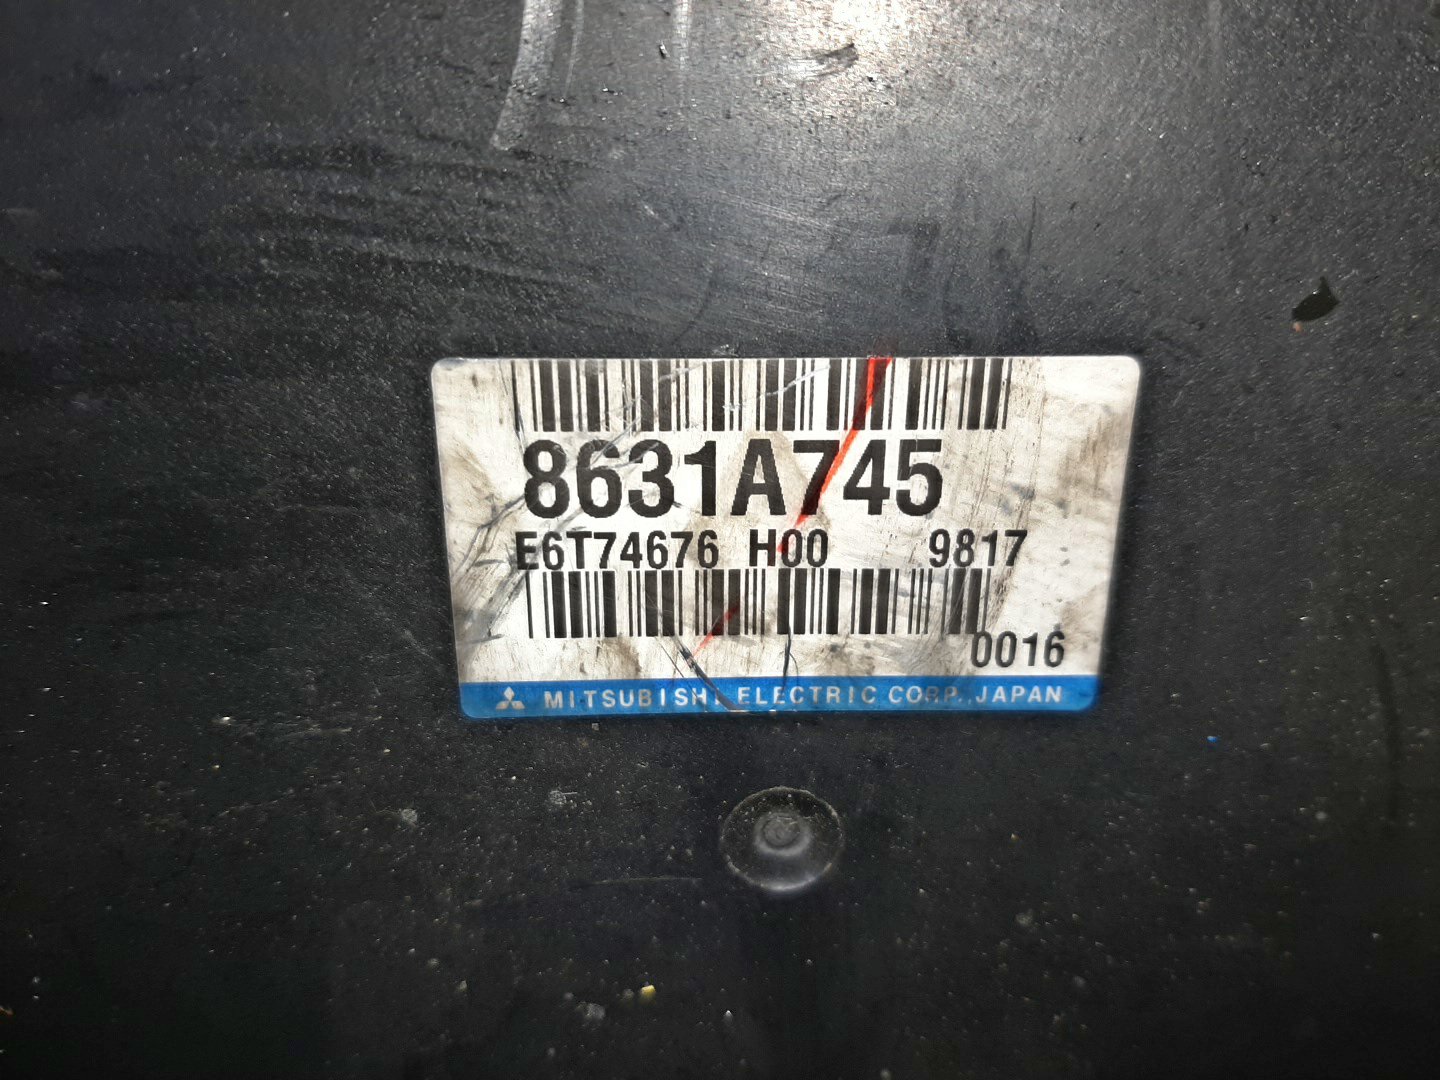 8631A745
E6T74676 H00 9817
0016
MITSUBISHI ELECTRIC CORP., JAPAN